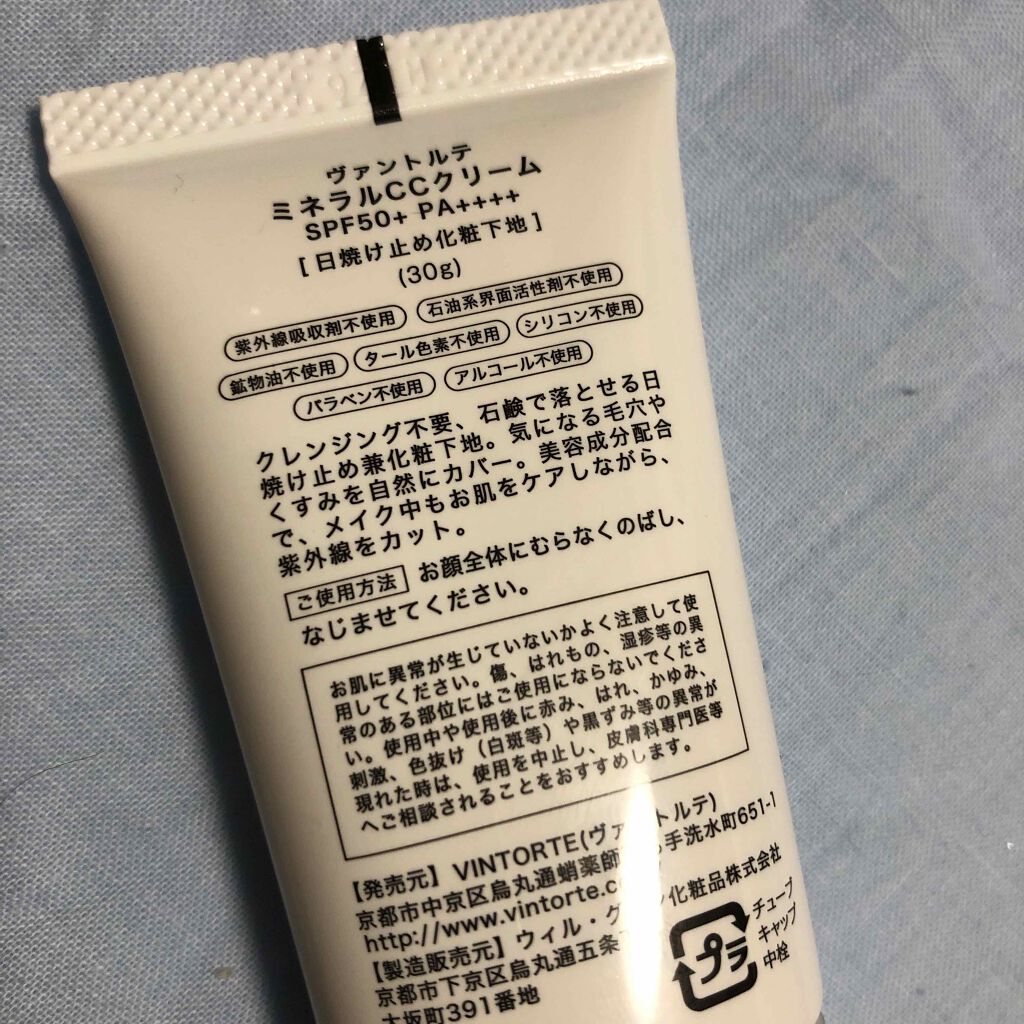 ヴァントルテ
ミネラルCCクリーム
SPF50+ PA++++
[日焼け止め化粧下地]
(30g)
紫外線吸収剤不使用 石油系界面活性剤不使用
鉱物油不使用 タール色素不使用 シリコン不使用
パラベン不使用 アルコール不使用
クレンジング不要、石鹸で落とせる日
焼け止め兼化粧下地。気になる毛穴や
くすみを自然にカバー。美容成分配合
で、メイク中もお肌をケアしながら、
紫外線をカット。
ご使用方法 お顔全体にむらなくのばし、
なじませてください。
お肌に異常が生じていないかよく注意して使
用してください。傷、はれもの、湿疹等の異
常のある部位にはご使用にならないでくださ
い。使用中や使用後に赤み、はれ、かゆみ、
刺激、色抜け(白斑等)や黒ずみ等の異常が
現れた時は、使用を中止し、皮膚科専門医等
へご相談されることをおすすめします。
【発売元】VINTORTE(ヴァントルテ)
京都市中京区烏丸通蛸薬師 手洗水町651-1
http://www.vintorte.co
【製造販売元】ウィル・ 化粧品株式会社
京都市下京区烏丸通五条
大坂町391番地
プラ
チューブ
キャップ
中栓